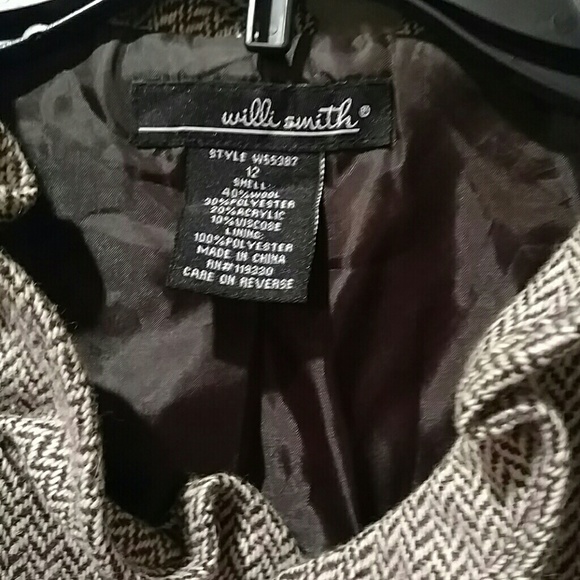 willi smith®
STYLE W55382
12
SHELL:
40%WOOL
30%POLYESTER
20%ACRYLIC
10%VISCOSE
LINING:
100%POLYESTER
MADE IN CHINA
RN#119330
CARE ON REVERSE